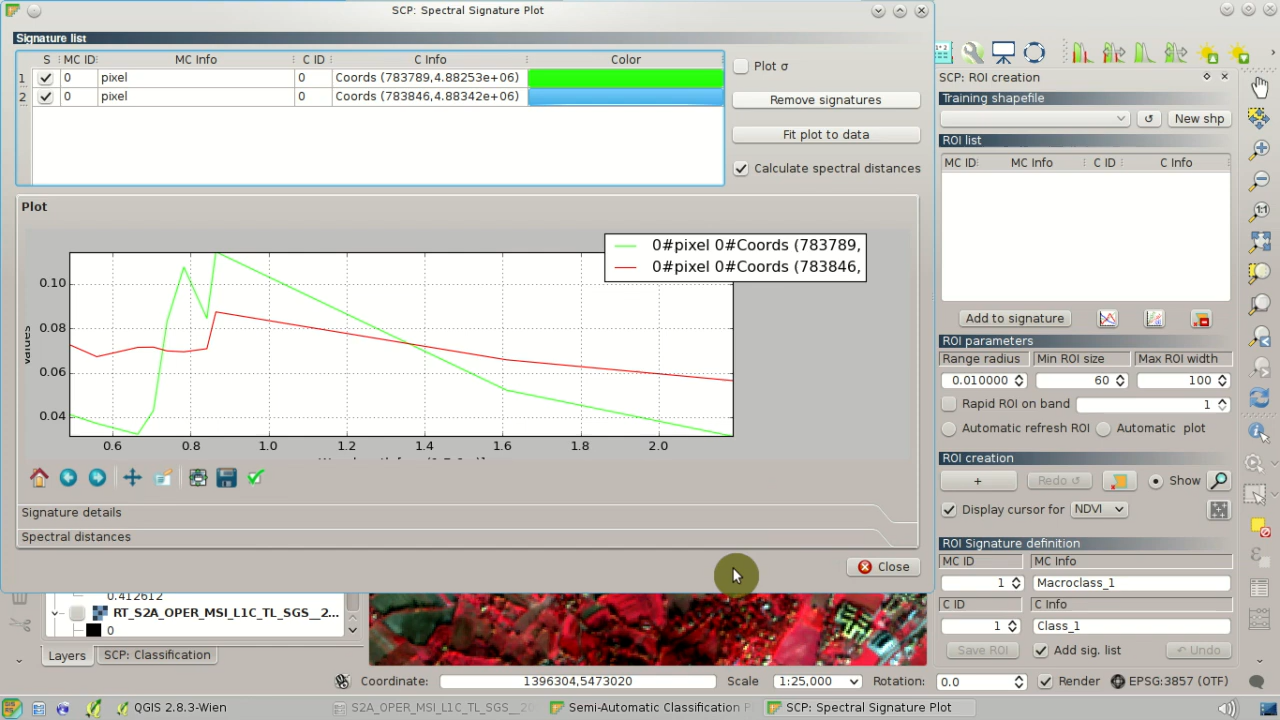 SCP: Spectral Signature Plot
Signature list
S MC ID MC Info C ID C Info Color
1 0 pixel 0 Coords (783789,4.88253e+06)
2 0 pixel 0 Coords (783846,4.88342e+06)
Plot σ
Remove signatures
Fit plot to data
Calculate spectral distances
Plot
0#pixel 0#Coords (783789,
0#pixel 0#Coords (783846,
0.10
0.08
0.06
0.04
Values
0.6 0.8 1.0 1.2 1.4 1.6 1.8 2.0
Signature details
Spectral distances
Close
SCP: ROI creation
Training shapefile
New shp
ROI list
MC ID MC Info C ID C Info
Add to signature
ROI parameters
Range radius Min ROI size Max ROI width
0.010000 60 100
Rapid ROI on band 1
Automatic refresh ROI Automatic plot
ROI creation
+ Redo ↺ Show
Display cursor for NDVI
ROI Signature definition
MC ID MC Info
1 Macroclass_1
C ID C Info
1 Class_1
Save ROI Add sig. list Undo
0.412612
RT_S2A_OPER_MSI_L1C_TL_SGS__2...
0
Layers SCP: Classification
Coordinate: 1396304,5473020 Scale 1:25,000 Rotation: 0.0 Render EPSG:3857 (OTF)
QGIS 2.8.3-Wien S2A_OPER_MSI_L1C_TL_SGS__20 Semi-Automatic Classification P SCP: Spectral Signature Plot